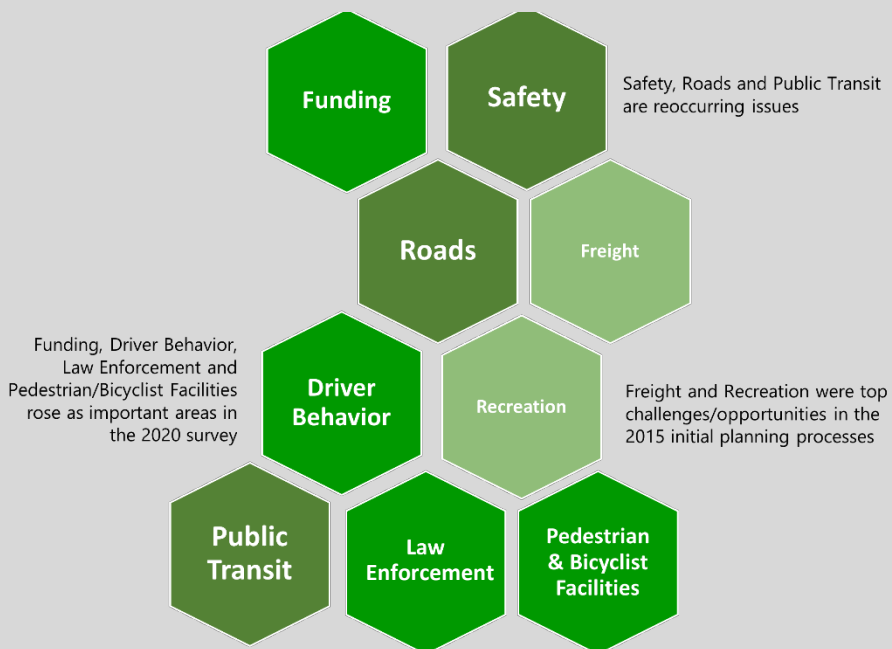 Funding
Safety
Safety, Roads and Public Transit
are reoccurring issues
Roads
Freight
Funding, Driver Behavior,
Law Enforcement and
Pedestrian/Bicyclist Facilities
rose as important areas in
the 2020 survey
Driver
Behavior
Recreation
Freight and Recreation were top
challenges/opportunities in the
2015 initial planning processes
Public
Transit
Law
Enforcement
Pedestrian
& Bicyclist
Facilities